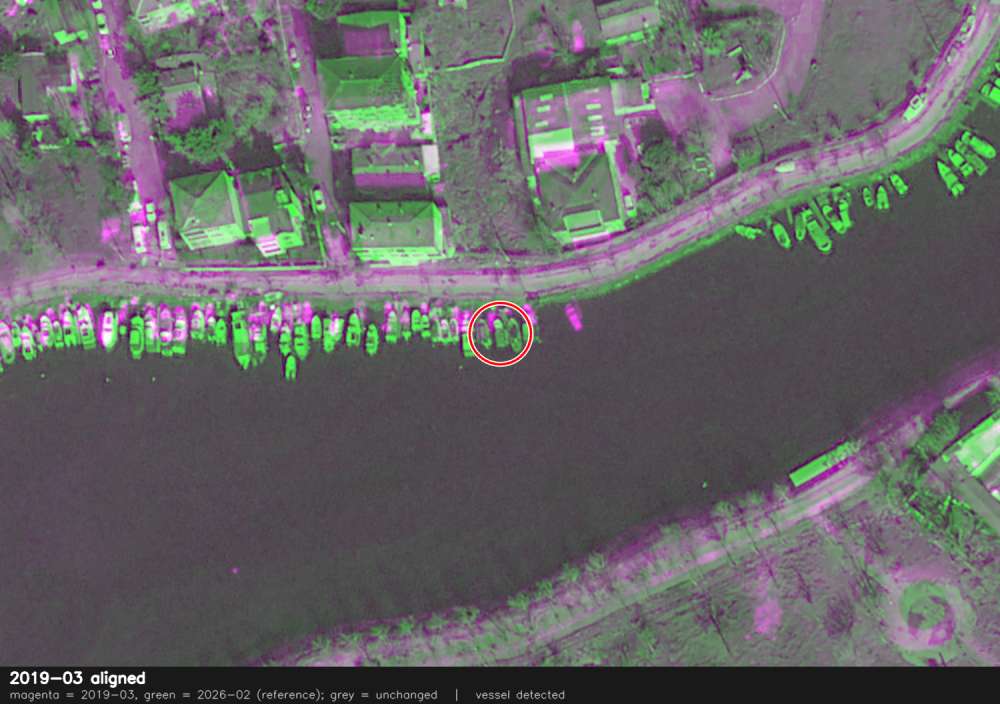 2019-03 aligned
magenta = 2019-03, green = 2026-02 (reference); grey = unchanged | vessel detected